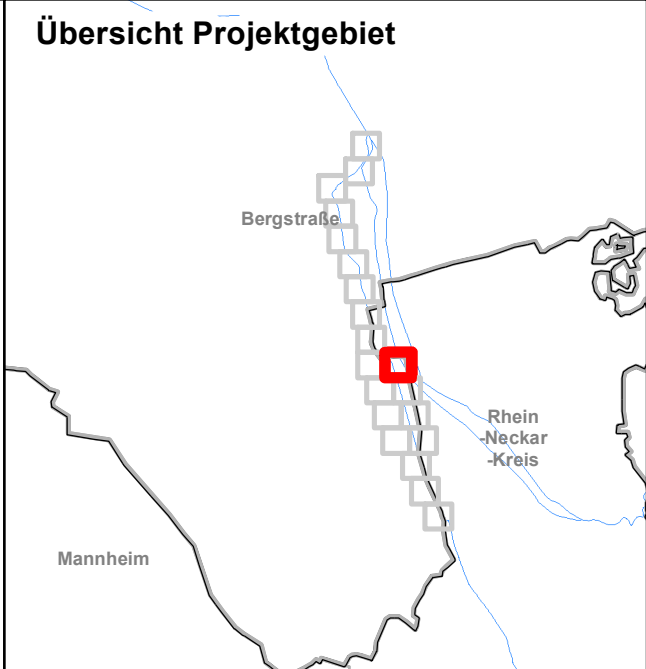 Übersicht Projektgebiet
Bergstraße
Rhein
-Neckar
-Kreis
Mannheim